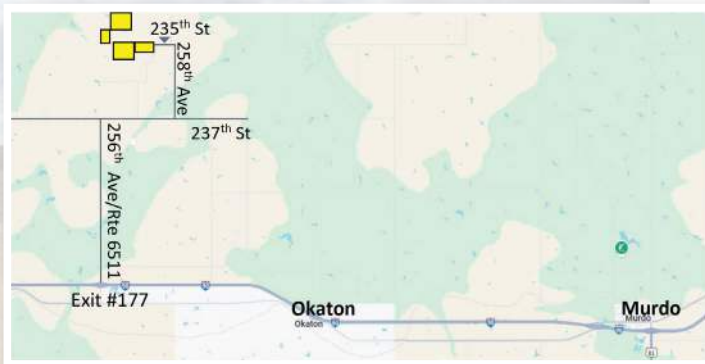 235th St
258th Ave
237th St
256th Ave/Rte 6511
Exit #177
Okaton
Okaton
Murdo
Murdo